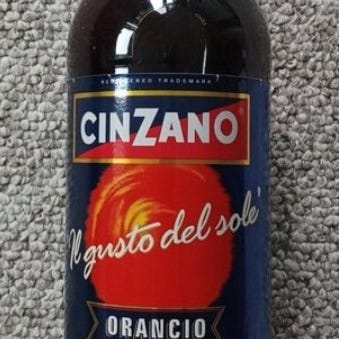 REGISTERED TRADEMARK
CINZANO
Il gusto del sole
ORANCIO